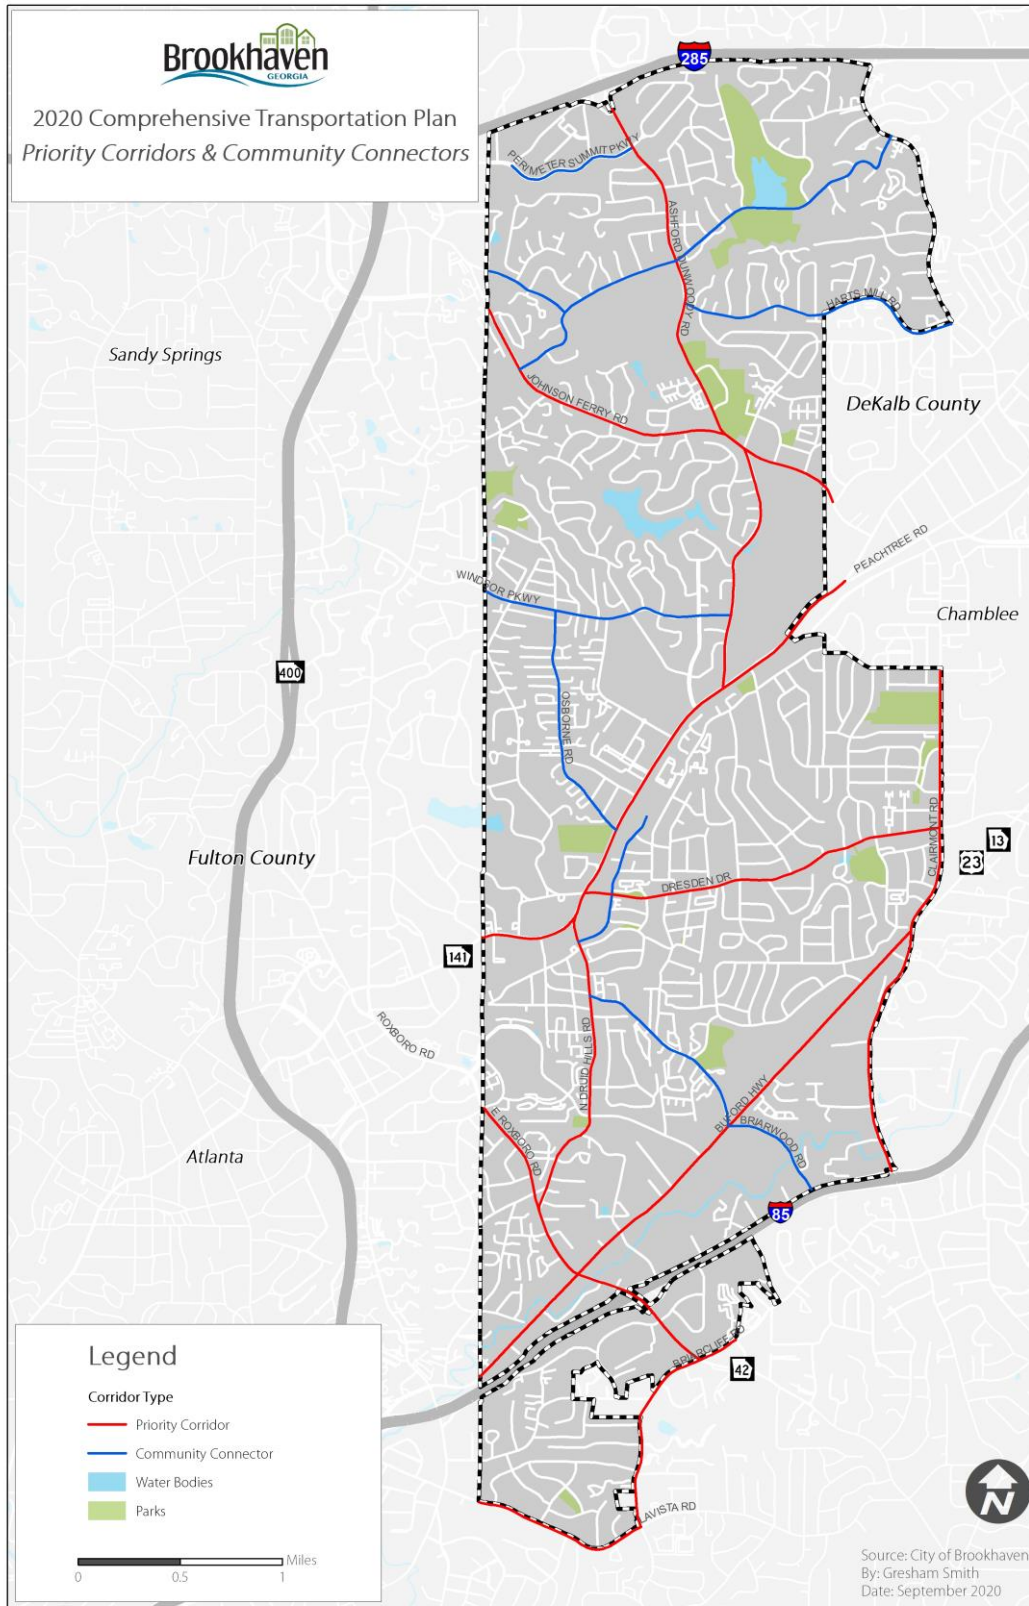 Brookhaven
GEORGIA
2020 Comprehensive Transportation Plan
Priority Corridors & Community Connectors
285
PERIMETER SUMMIT PKWY
ASHFORD DUNWOODY RD
HARTS MILL RD
Sandy Springs
JOHNSON FERRY RD
DeKalb County
PEACHTREE RD
WINDSOR PKWY
Chamblee
400
OSBORNE RD
CLAIRMONT RD
13
23
Fulton County
DRESDEN DR
141
ROXBORO RD
N DRUID HILLS RD
BUFORD HWY
BRIARWOOD RD
E ROXBORO RD
Atlanta
85
BRIARCLIFF RD
42
LAVISTA RD
Legend
Corridor Type
Priority Corridor
Community Connector
Water Bodies
Parks
Miles
0 0.5 1
N
Source: City of Brookhaven
By: Gresham Smith
Date: September 2020